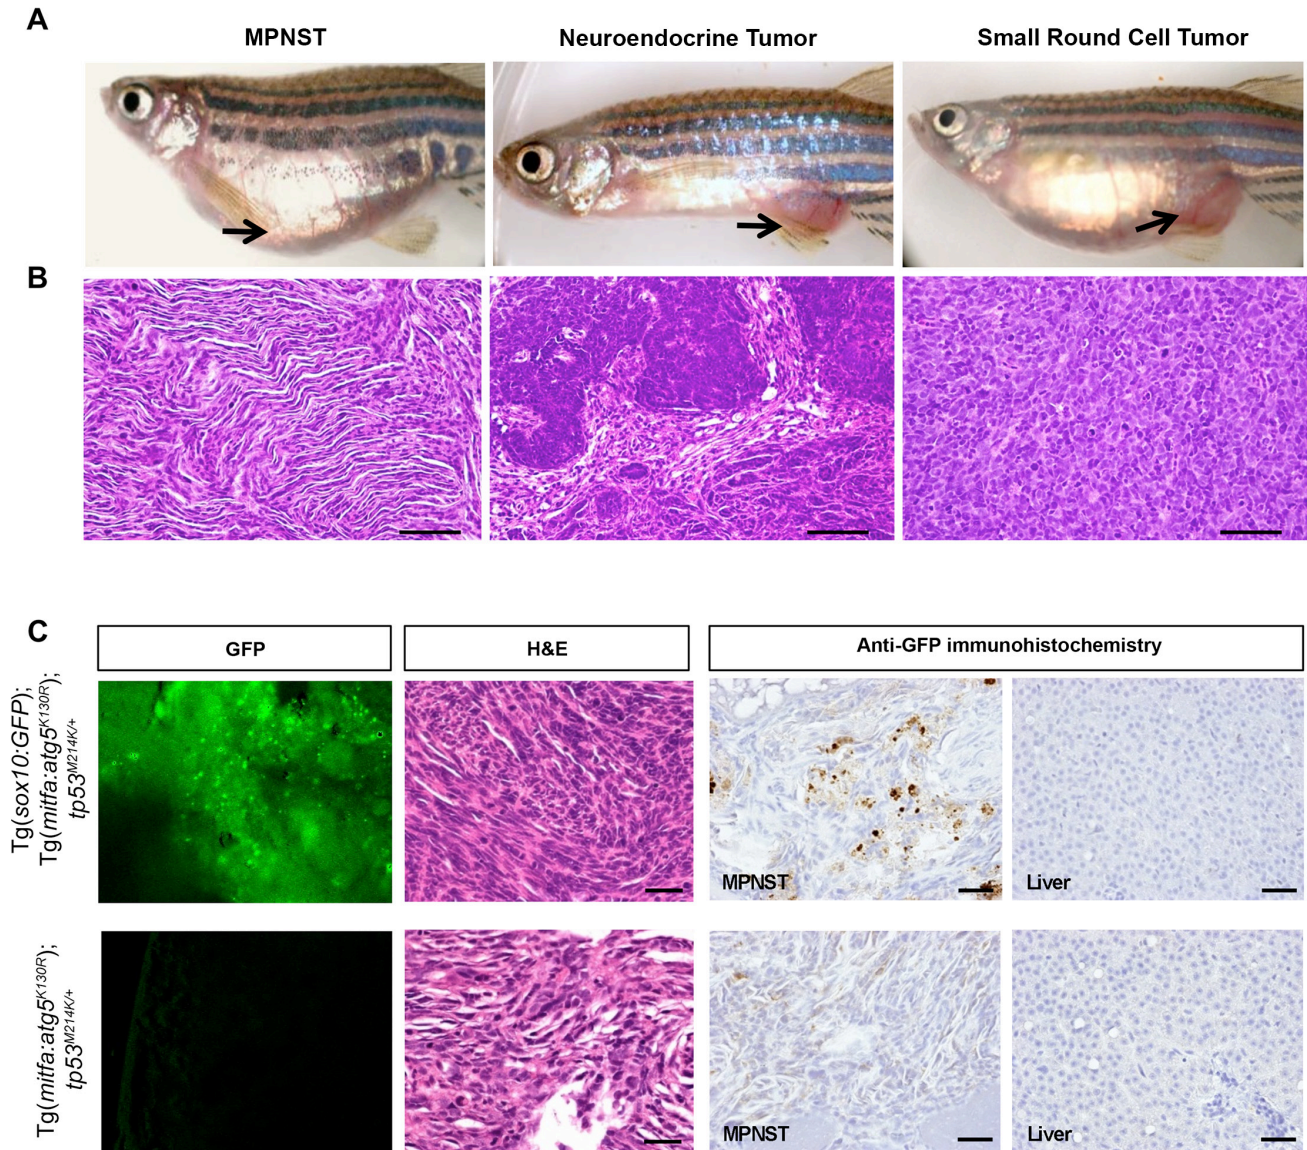 A
MPNST
Neuroendocrine Tumor
Small Round Cell Tumor
B
C
GFP
H&E
Anti-GFP immunohistochemistry
Tg(sox10:GFP);
Tg(mitfa:atg5K130R);
tp53M214K/+
MPNST
Liver
Tg(mitfa:atg5K130R);
tp53M214K/+
MPNST
Liver